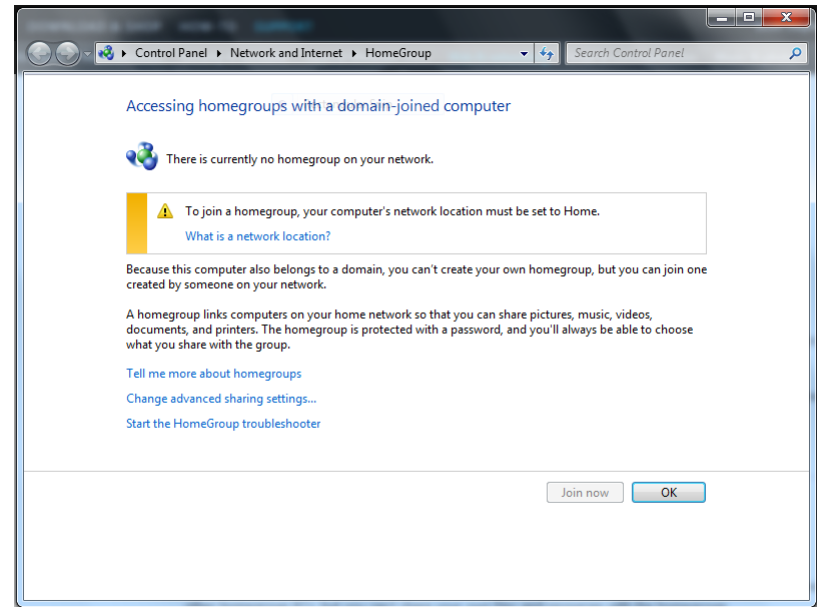 Control Panel ▸ Network and Internet ▸ HomeGroup
Search Control Panel
Accessing homegroups with a domain-joined computer
There is currently no homegroup on your network.
To join a homegroup, your computer's network location must be set to Home.
What is a network location?
Because this computer also belongs to a domain, you can't create your own homegroup, but you can join one
created by someone on your network.
A homegroup links computers on your home network so that you can share pictures, music, videos,
documents, and printers. The homegroup is protected with a password, and you'll always be able to choose
what you share with the group.
Tell me more about homegroups
Change advanced sharing settings...
Start the HomeGroup troubleshooter
Join now
OK